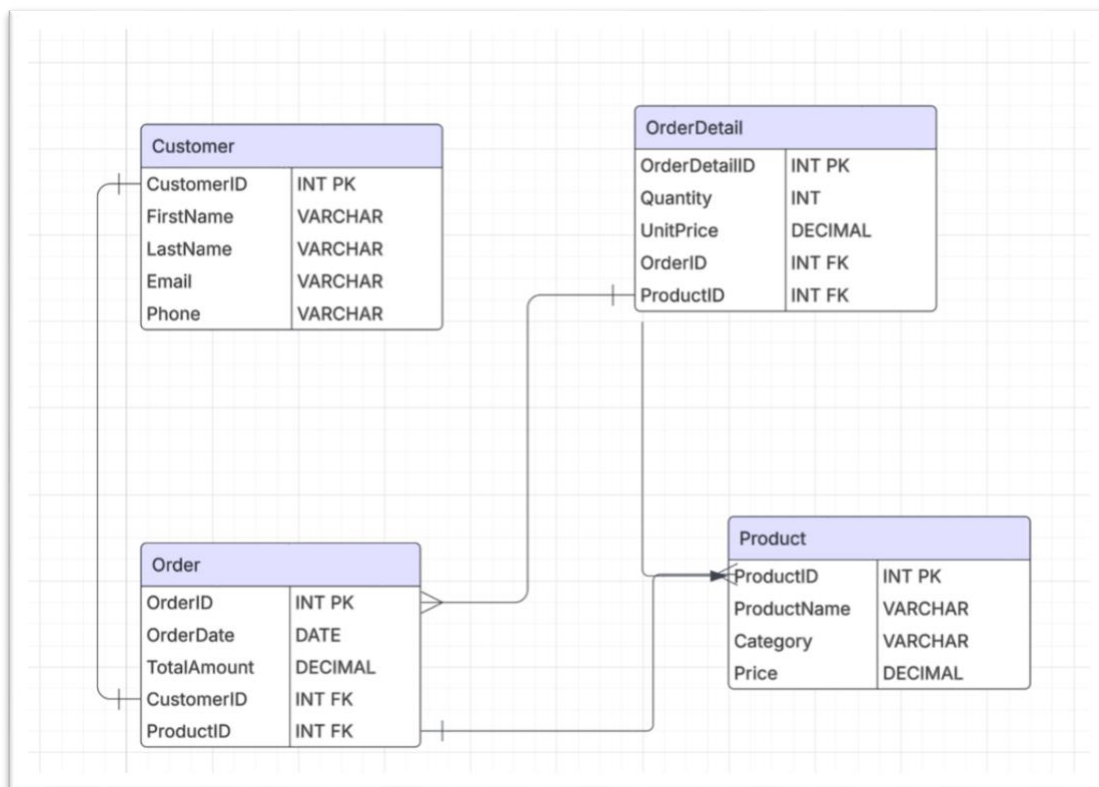 Customer
CustomerID INT PK
FirstName VARCHAR
LastName VARCHAR
Email VARCHAR
Phone VARCHAR
OrderDetail
OrderDetailID INT PK
Quantity INT
UnitPrice DECIMAL
OrderID INT FK
ProductID INT FK
Order
OrderID INT PK
OrderDate DATE
TotalAmount DECIMAL
CustomerID INT FK
ProductID INT FK
Product
ProductID INT PK
ProductName VARCHAR
Category VARCHAR
Price DECIMAL